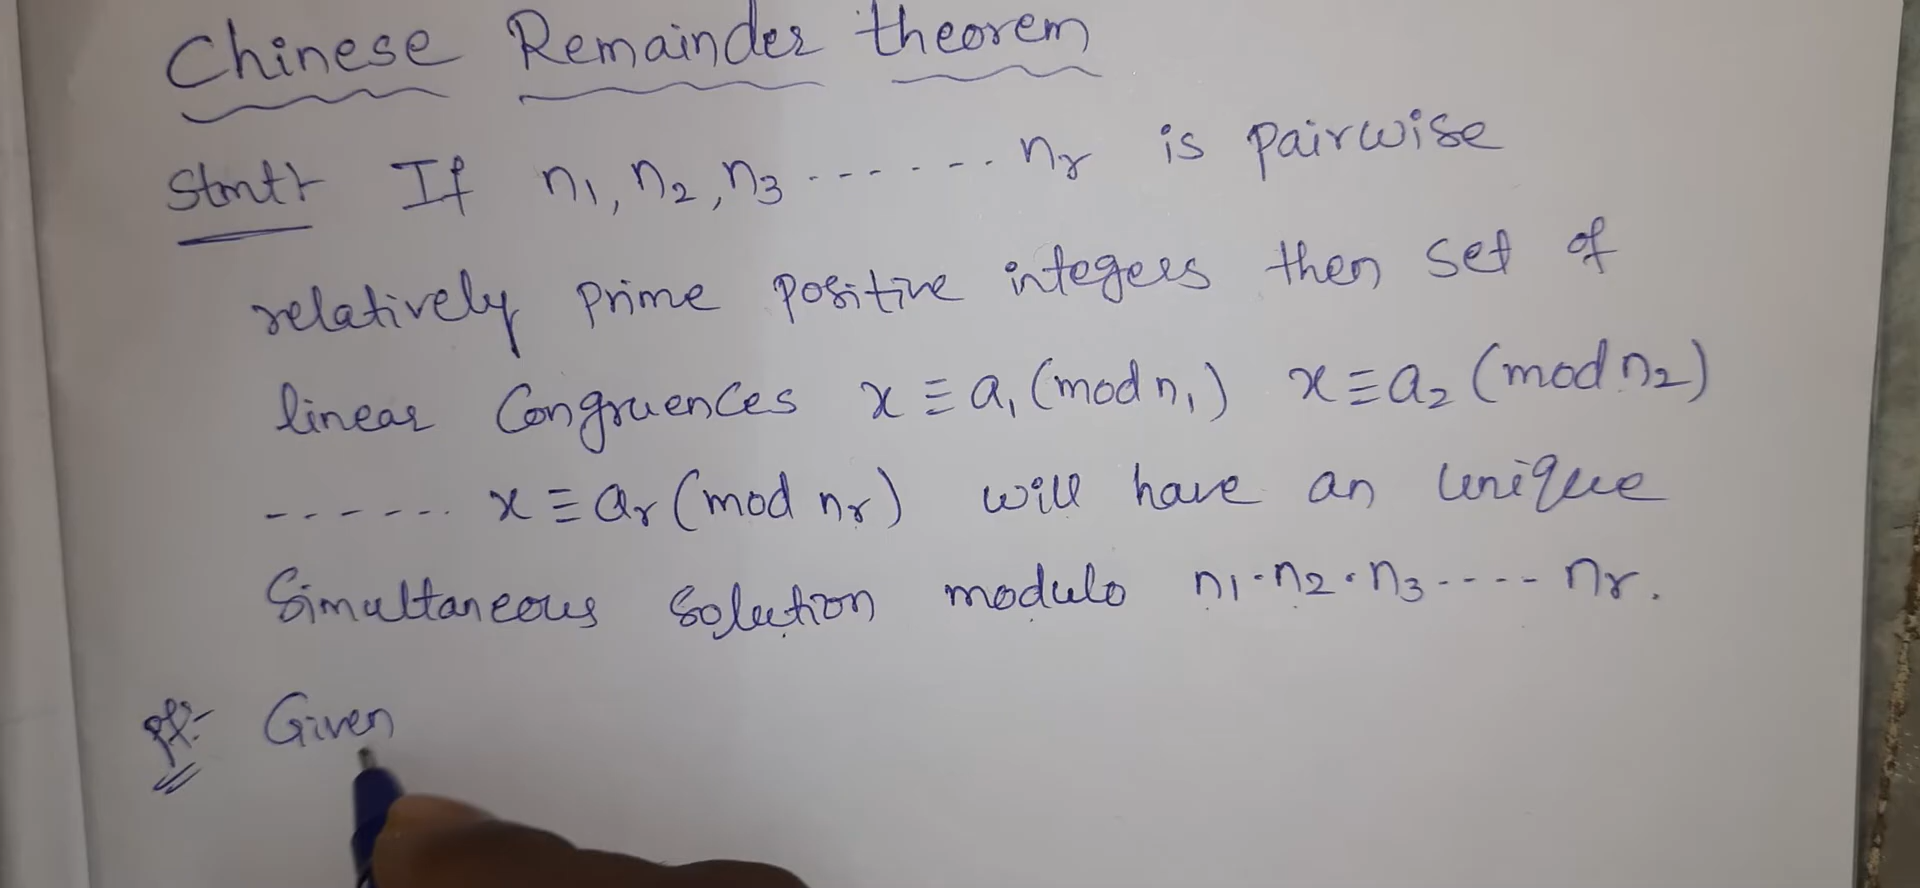 Chinese Remainder theorem
Stmt:- If n1, n2, n3 ------- nr is pairwise
relatively prime positive integers then set of
linear Congruences x ≡ a1 (mod n1) x ≡ a2 (mod n2)
------ x ≡ ar (mod nr) will have an unique
Simultaneous Solution modulo n1·n2·n3---- nr.
Pf:- Given